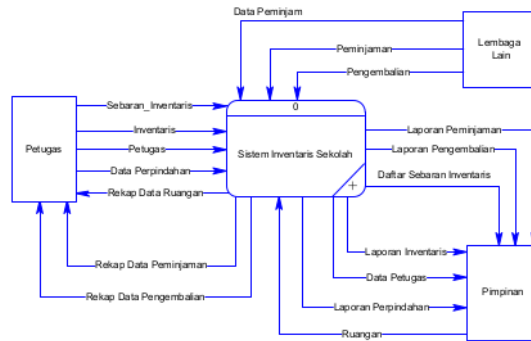 Data Peminjam
Peminjaman
Pengembalian
Lembaga
Lain
0
Sistem Inventaris Sekolah
Petugas
Sebaran_Inventaris
Inventaris
Petugas
Data Perpindahan
Rekap Data Ruangan
Rekap Data Peminjaman
Rekap Data Pengembalian
Laporan Peminjaman
Laporan Pengembalian
Daftar Sebaran Inventaris
Laporan Inventaris
Data Petugas
Laporan Perpindahan
Ruangan
Pimpinan